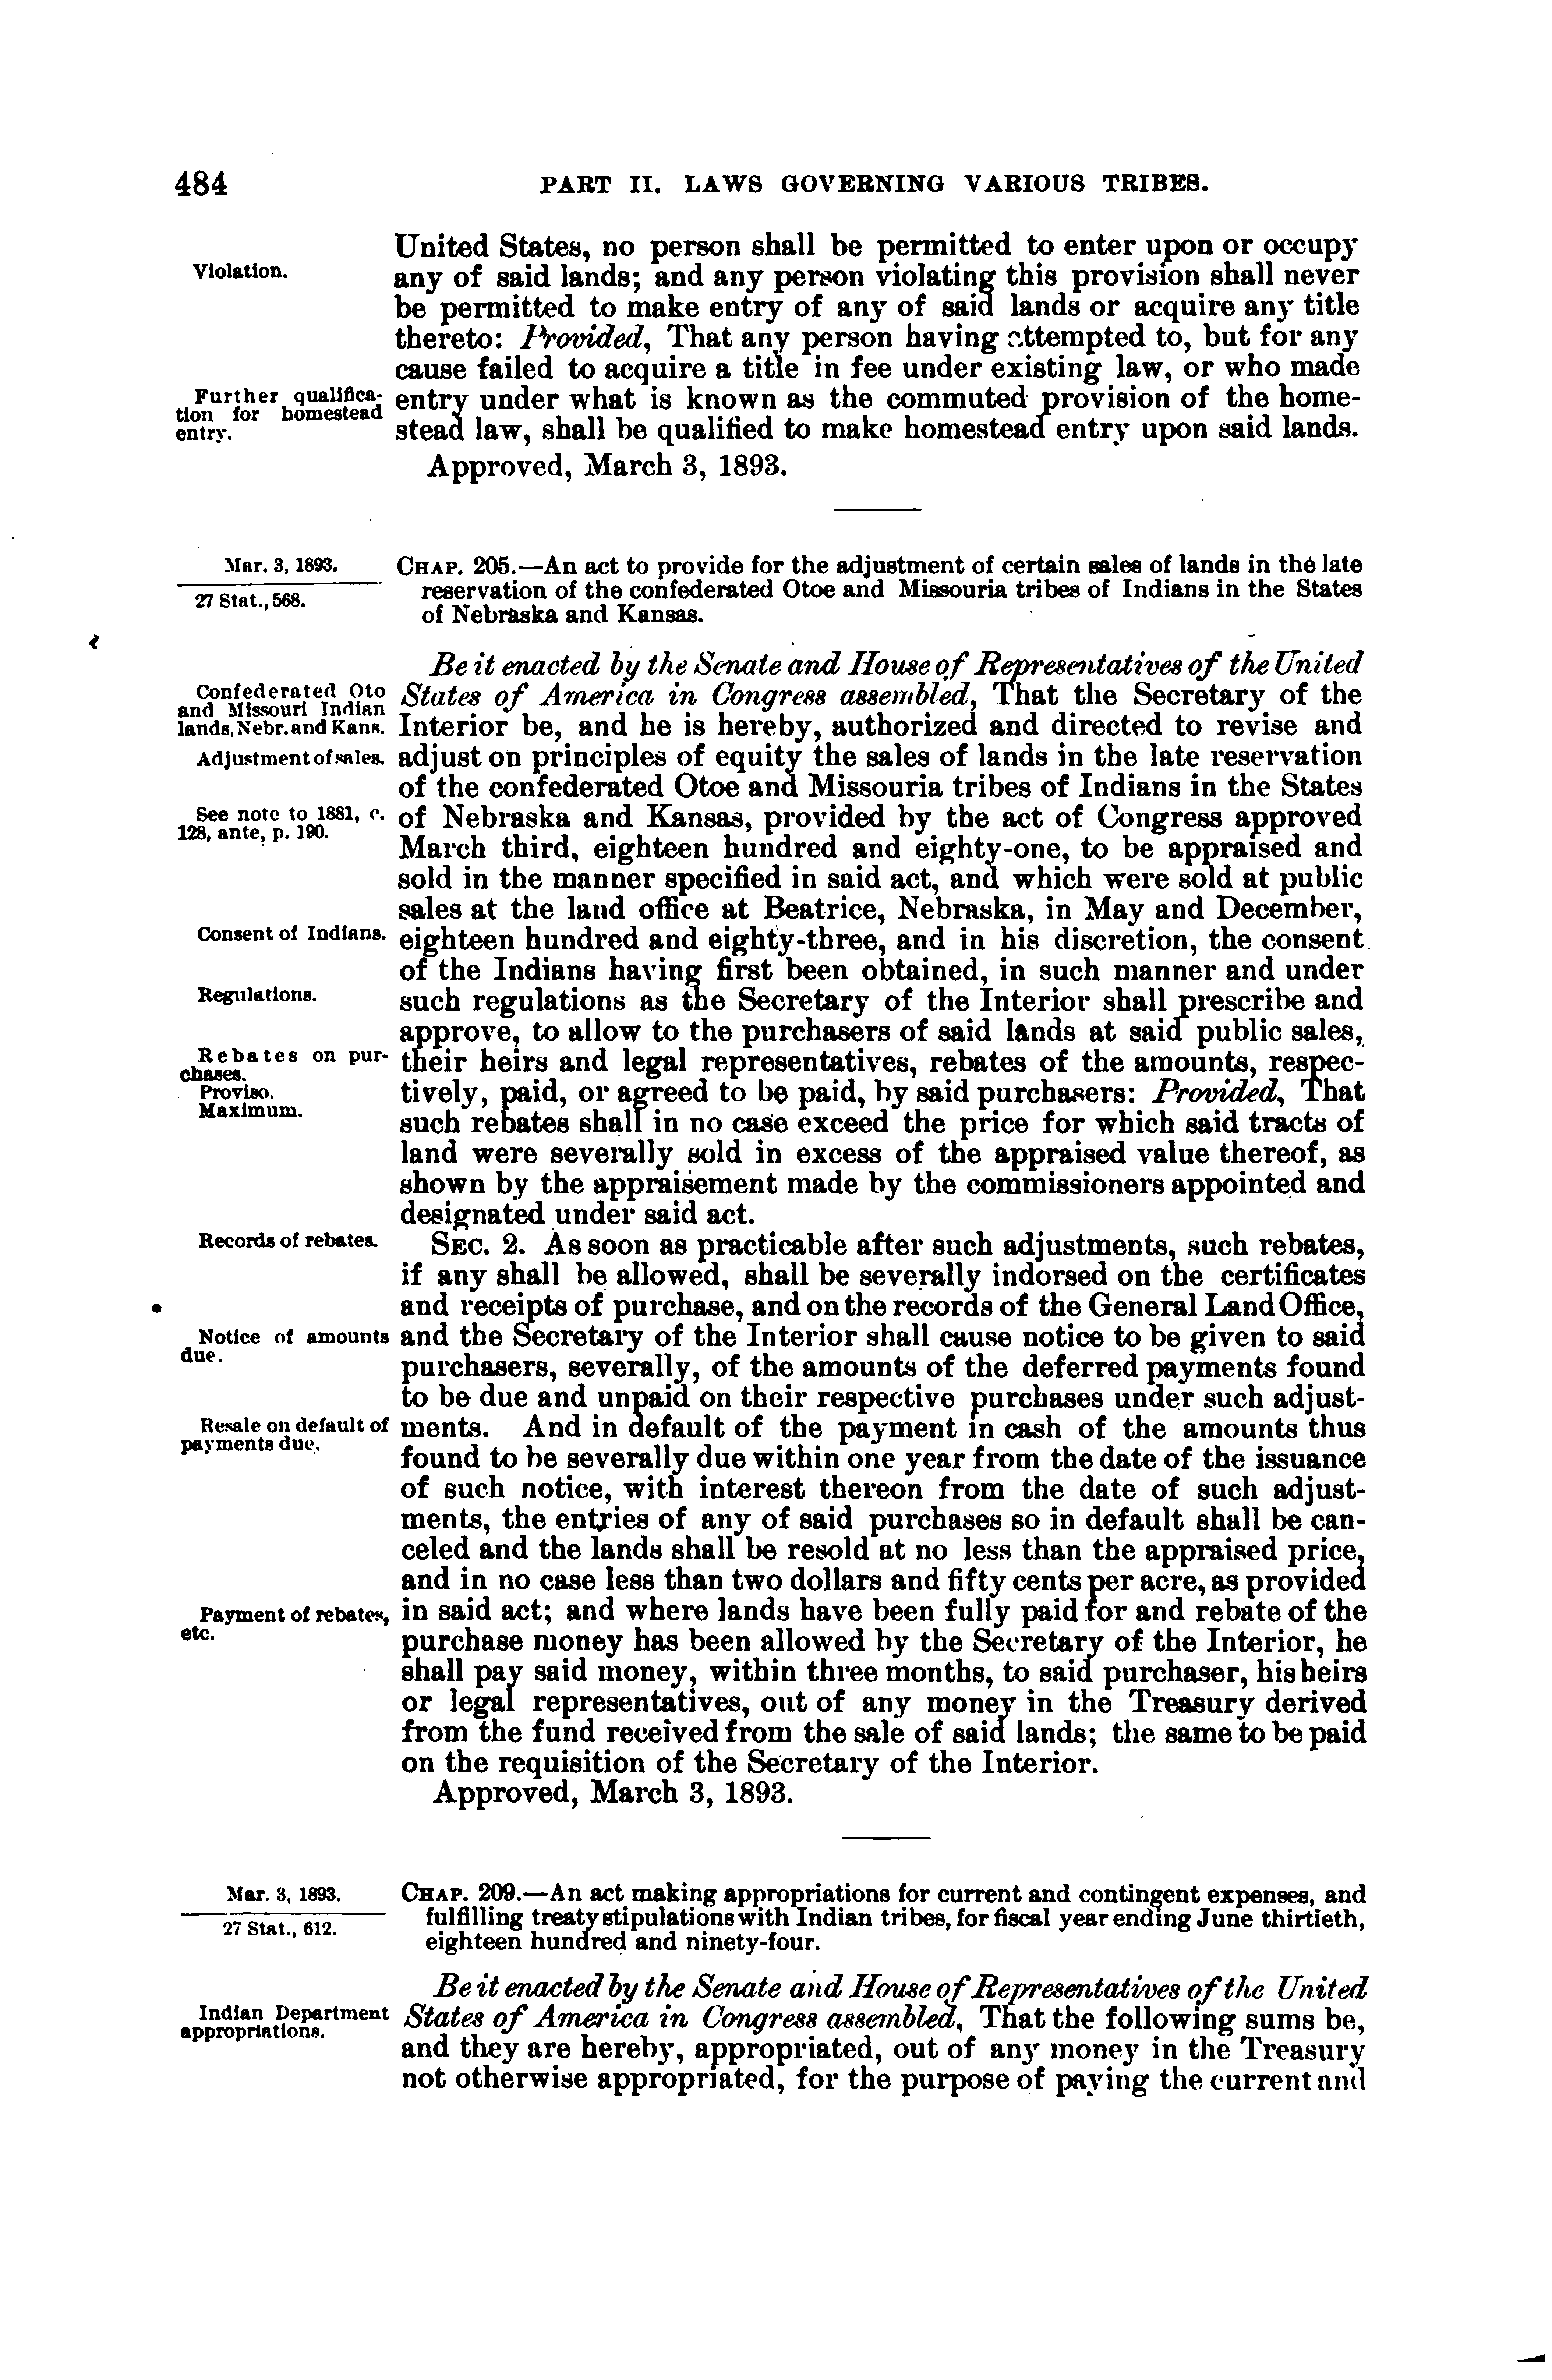 484
PART II. LAWS GOVERNING VARIOUS TRIBES.
United States, no person shall be permitted to enter upon or occupy
Violation.
any of said lands; and any person violating this provision shall never
be permitted to make entry of any of said lands or acquire any title
thereto: Provided, That any person having attempted to, but for any
cause failed to acquire a title in fee under existing law, or who made
Further qualifica-
tion for homestead
entry.
entry under what is known as the commuted provision of the home-
stead law, shall be qualified to make homestead entry upon said lands.
Approved, March 3, 1893.
Mar. 3, 1893.
27 Stat., 568.
CHAP. 205.—An act to provide for the adjustment of certain sales of lands in the late
reservation of the confederated Otoe and Missouria tribes of Indians in the States
of Nebraska and Kansas.
Be it enacted by the Senate and House of Representatives of the United
Confederated Oto
and Missouri Indian
lands, Nebr. and Kans.
States of America in Congress assembled, That the Secretary of the
Interior be, and he is hereby, authorized and directed to revise and
Adjustment of sales.
adjust on principles of equity the sales of lands in the late reservation
of the confederated Otoe and Missouria tribes of Indians in the States
See note to 1881, c.
128, ante, p. 190.
of Nebraska and Kansas, provided by the act of Congress approved
March third, eighteen hundred and eighty-one, to be appraised and
sold in the manner specified in said act, and which were sold at public
sales at the land office at Beatrice, Nebraska, in May and December,
Consent of Indians.
eighteen hundred and eighty-three, and in his discretion, the consent
of the Indians having first been obtained, in such manner and under
Regulations.
such regulations as the Secretary of the Interior shall prescribe and
approve, to allow to the purchasers of said lands at said public sales,
Rebates on pur-
chases.
their heirs and legal representatives, rebates of the amounts, respec-
Proviso.
Maximum.
tively, paid, or agreed to be paid, by said purchasers: Provided, That
such rebates shall in no case exceed the price for which said tracts of
land were severally sold in excess of the appraised value thereof, as
shown by the appraisement made by the commissioners appointed and
designated under said act.
Records of rebates.
SEC. 2. As soon as practicable after such adjustments, such rebates,
if any shall be allowed, shall be severally indorsed on the certificates
and receipts of purchase, and on the records of the General Land Office,
Notice of amounts
due.
and the Secretary of the Interior shall cause notice to be given to said
purchasers, severally, of the amounts of the deferred payments found
to be due and unpaid on their respective purchases under such adjust-
Resale on default of
payments due.
ments. And in default of the payment in cash of the amounts thus
found to be severally due within one year from the date of the issuance
of such notice, with interest thereon from the date of such adjust-
ments, the entries of any of said purchases so in default shall be can-
celed and the lands shall be resold at no less than the appraised price,
and in no case less than two dollars and fifty cents per acre, as provided
Payment of rebates,
etc.
in said act; and where lands have been fully paid for and rebate of the
purchase money has been allowed by the Secretary of the Interior, he
shall pay said money, within three months, to said purchaser, his heirs
or legal representatives, out of any money in the Treasury derived
from the fund received from the sale of said lands; the same to be paid
on the requisition of the Secretary of the Interior.
Approved, March 3, 1893.
Mar. 3, 1893.
27 Stat., 612.
CHAP. 209.—An act making appropriations for current and contingent expenses, and
fulfilling treaty stipulations with Indian tribes, for fiscal year ending June thirtieth,
eighteen hundred and ninety-four.
Be it enacted by the Senate and House of Representatives of the United
Indian Department
appropriations.
States of America in Congress assembled, That the following sums be,
and they are hereby, appropriated, out of any money in the Treasury
not otherwise appropriated, for the purpose of paying the current and